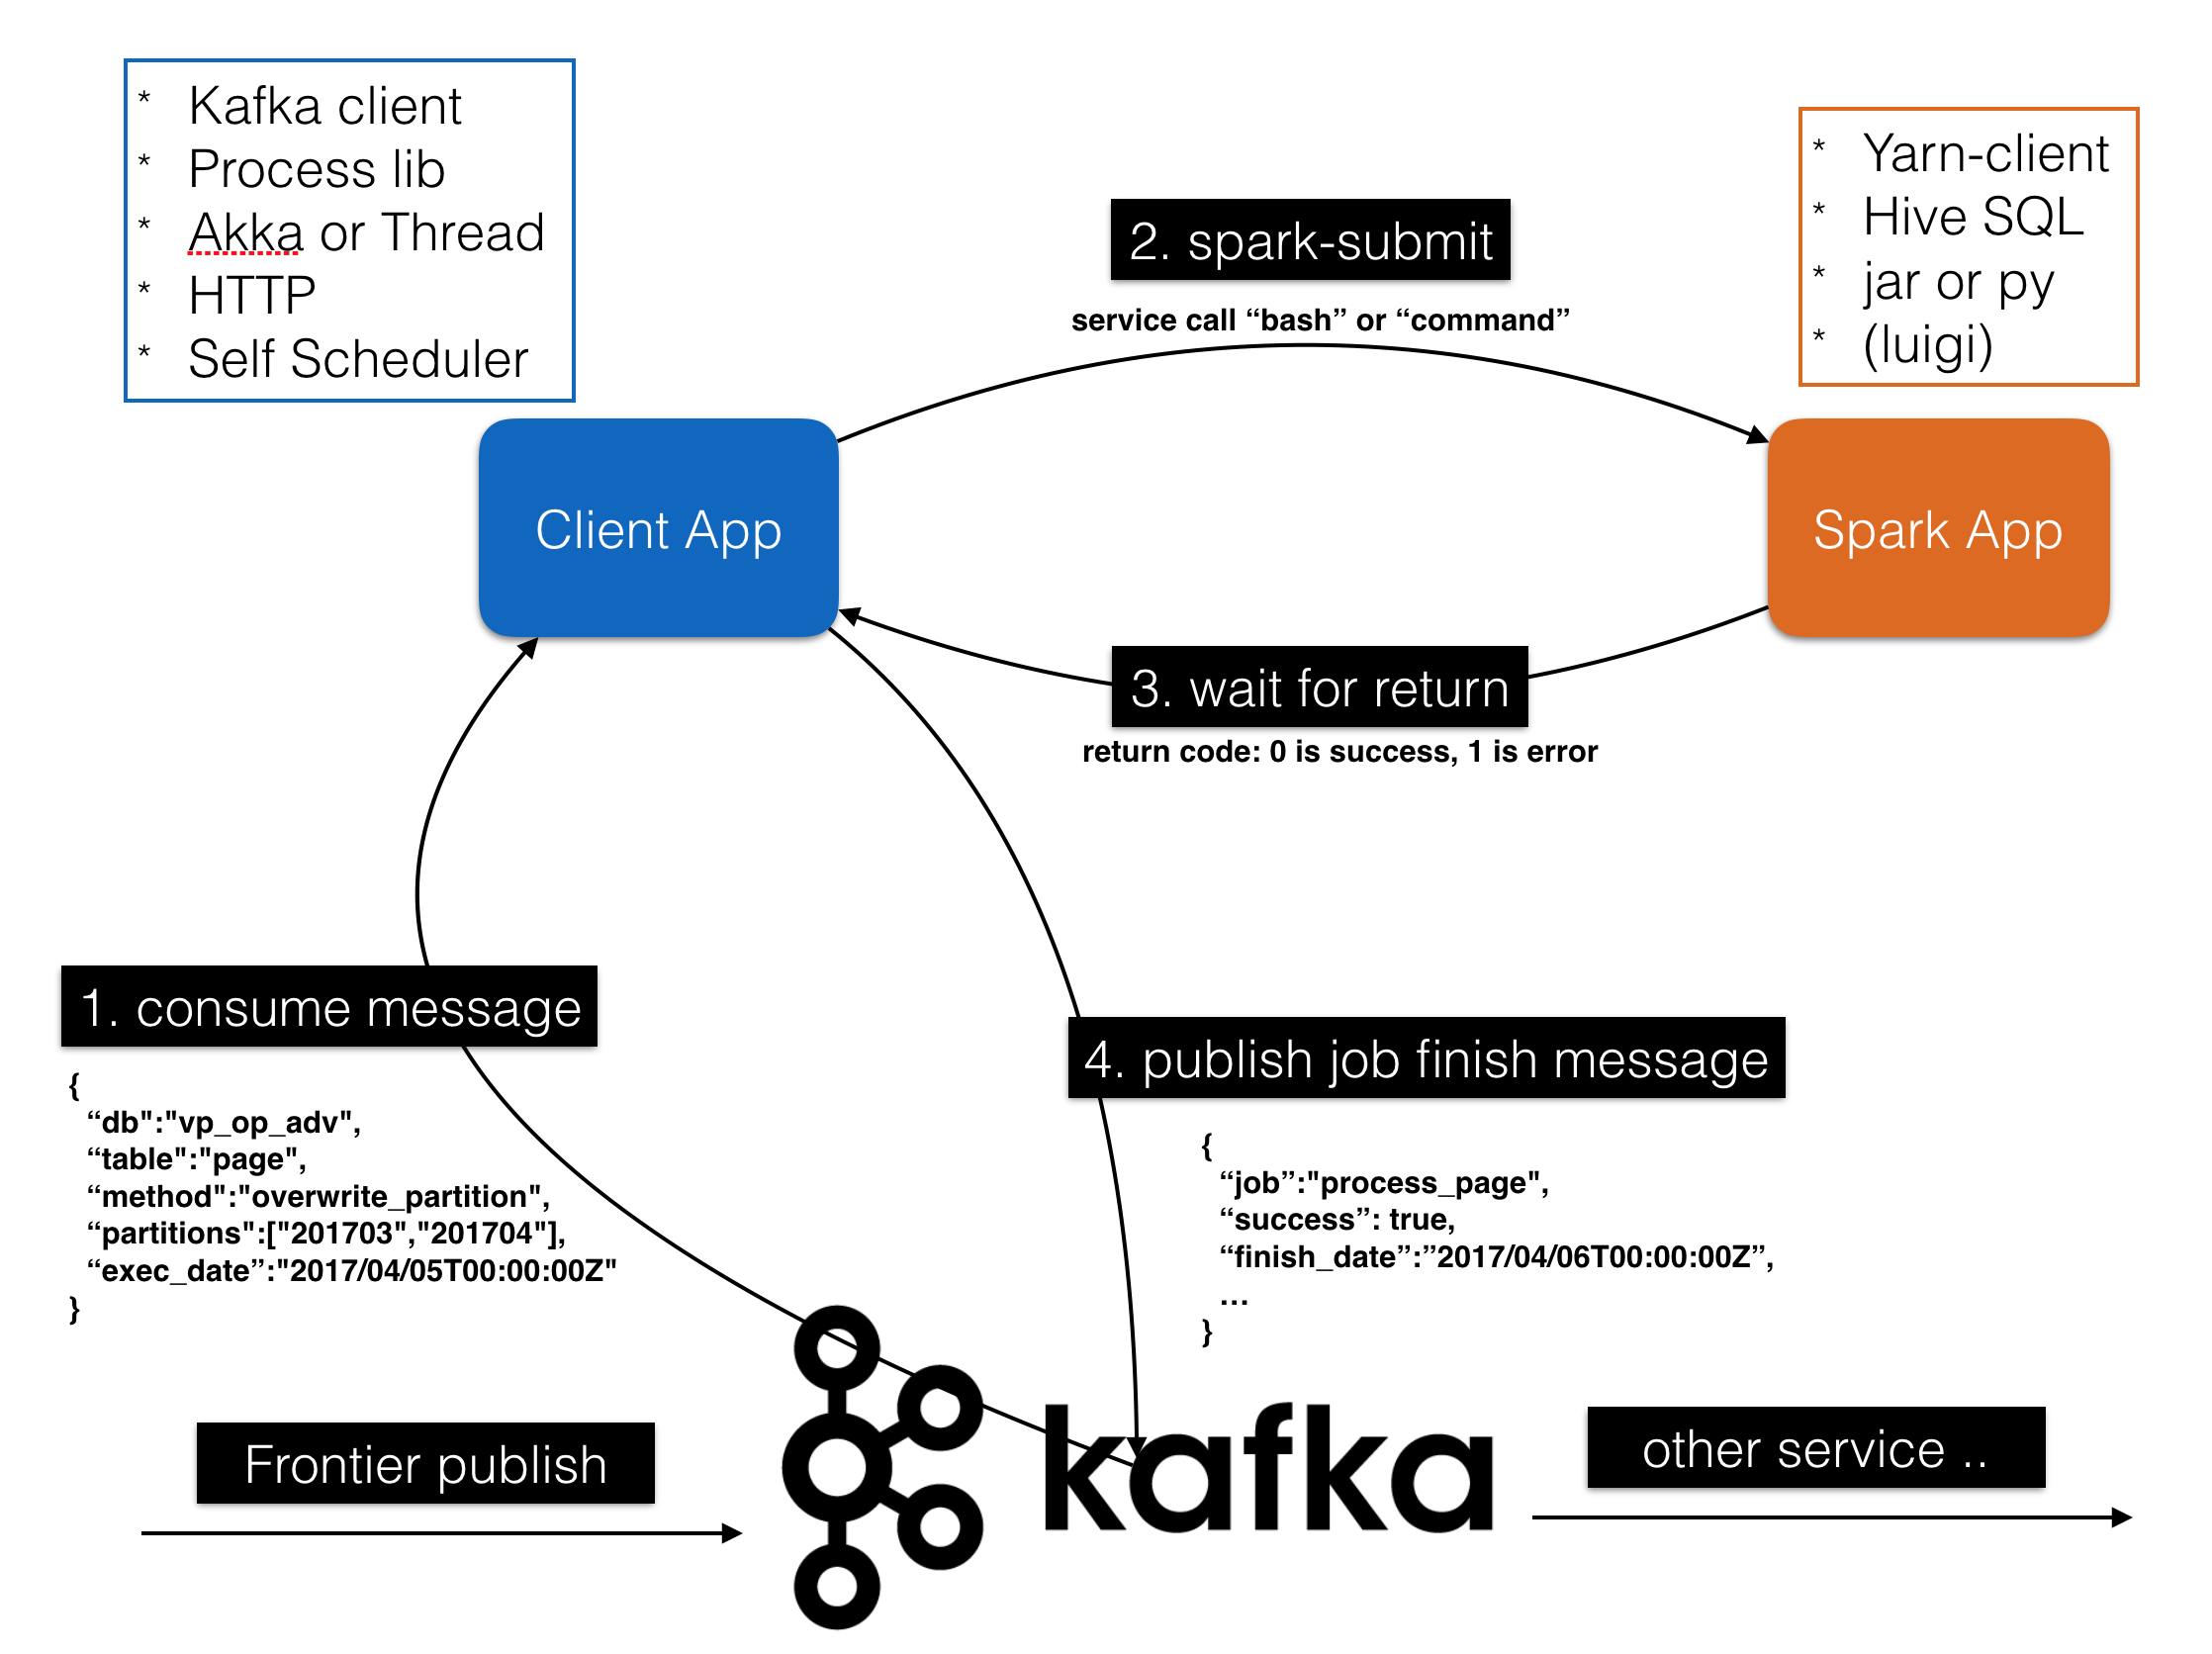 * Kafka client
* Process lib
* Akka or Thread
* HTTP
* Self Scheduler
* Yarn-client
* Hive SQL
* jar or py
* (luigi)
2. spark-submit
service call “bash” or “command”
Client App
Spark App
3. wait for return
return code: 0 is success, 1 is error
1. consume message
{
“db":"vp_op_adv",
“table":"page",
“method":"overwrite_partition",
“partitions":["201703","201704"],
“exec_date”:"2017/04/05T00:00:00Z"
}
4. publish job finish message
{
“job”:"process_page",
“success”: true,
“finish_date”:”2017/04/06T00:00:00Z”,
...
}
Frontier publish
kafka
other service ..